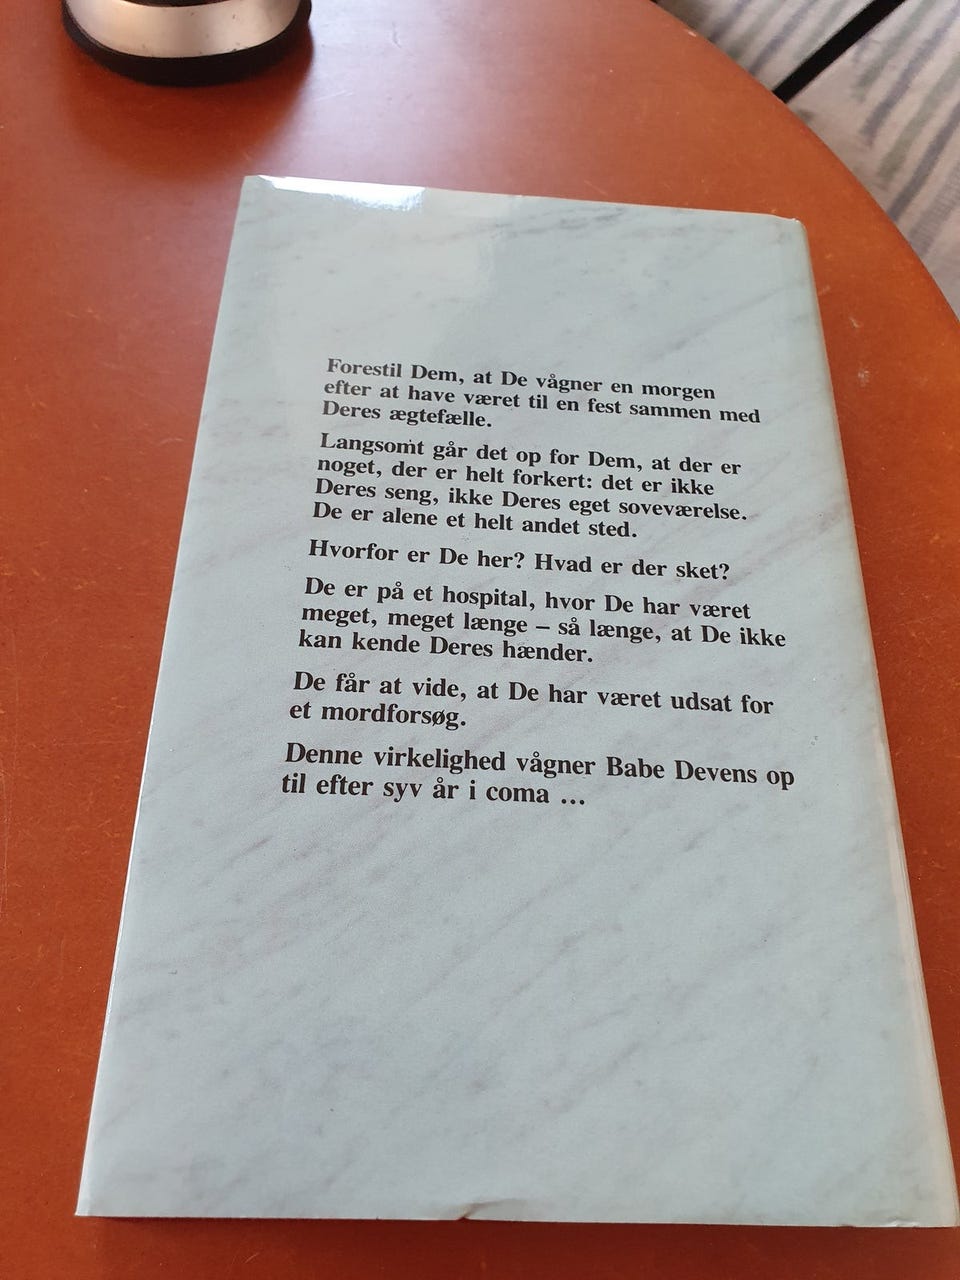 Forestil Dem, at De vågner en morgen
efter at have været til en fest sammen med
Deres ægtefælle.
Langsomt går det op for Dem, at der er
noget, der er helt forkert: det er ikke
Deres seng, ikke Deres eget soveværelse.
De er alene et helt andet sted.
Hvorfor er De her? Hvad er der sket?
De er på et hospital, hvor De har været
meget, meget længe – så længe, at De ikke
kan kende Deres hænder.
De får at vide, at De har været udsat for
et mordforsøg.
Denne virkelighed vågner Babe Devens op
til efter syv år i coma ...